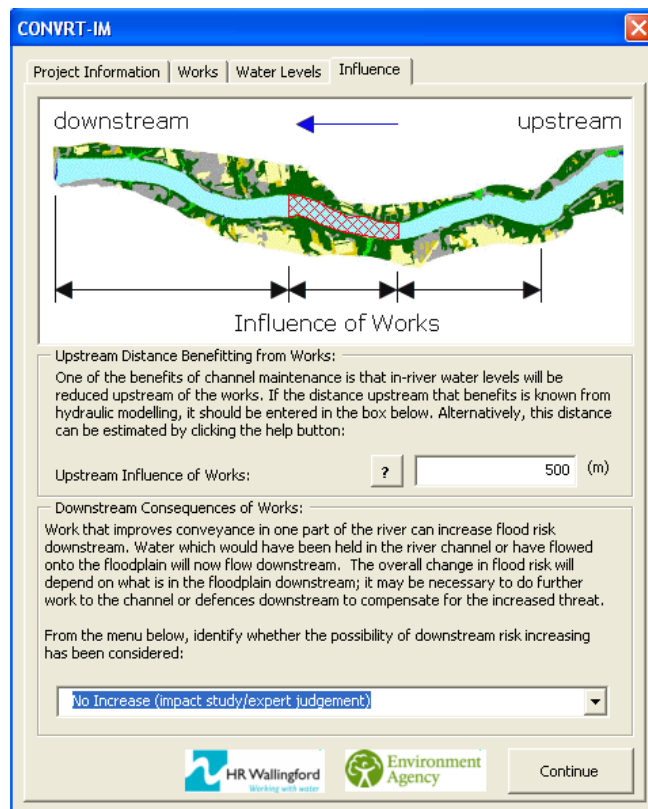 CONVRT-IM
Project Information
Works
Water Levels
Influence
downstream
upstream
Influence of Works
Upstream Distance Benefitting from Works:
One of the benefits of channel maintenance is that in-river water levels will be
reduced upstream of the works. If the distance upstream that benefits is known from
hydraulic modelling, it should be entered in the box below. Alternatively, this distance
can be estimated by clicking the help button:
Upstream Influence of Works:
?
500
(m)
Downstream Consequences of Works:
Work that improves conveyance in one part of the river can increase flood risk
downstream. Water which would have been held in the river channel or have flowed
onto the floodplain will now flow downstream. The overall change in flood risk will
depend on what is in the floodplain downstream; it may be necessary to do further
work to the channel or defences downstream to compensate for the increased threat.
From the menu below, identify whether the possibility of downstream risk increasing
has been considered:
No Increase (impact study/expert judgement)
HR Wallingford
Working with water
Environment
Agency
Continue